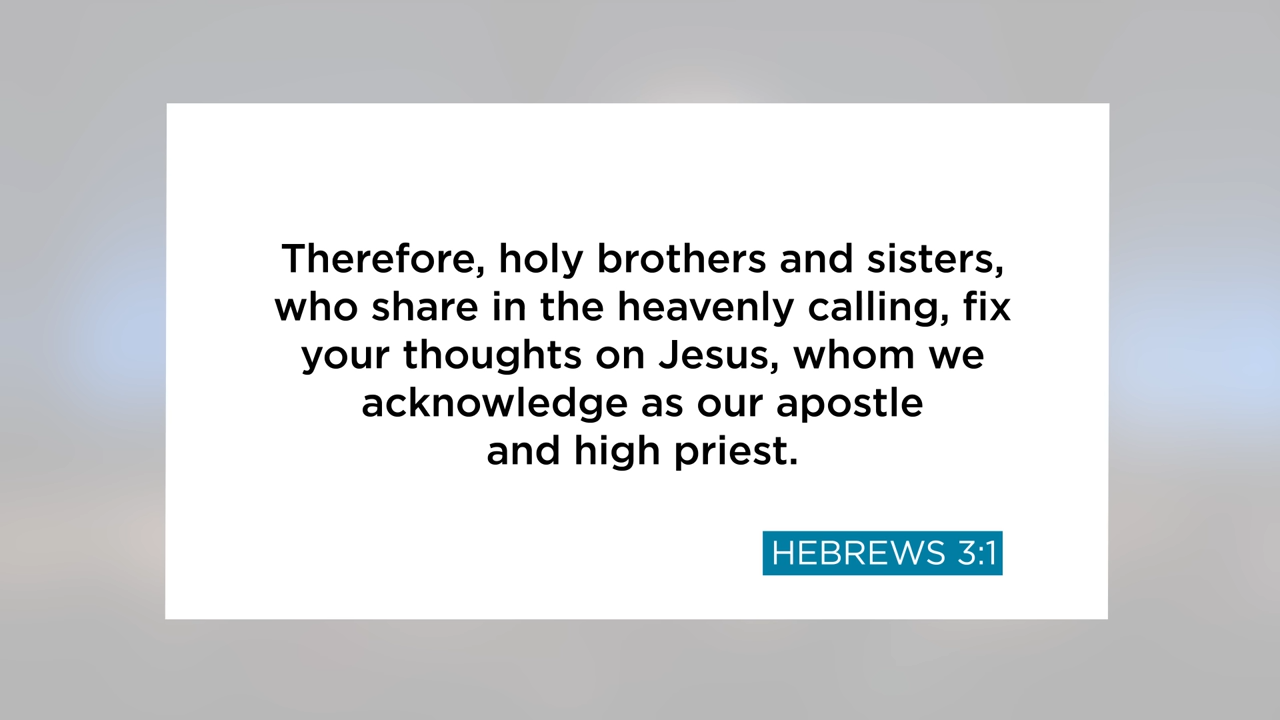 Therefore, holy brothers and sisters,
who share in the heavenly calling, fix
your thoughts on Jesus, whom we
acknowledge as our apostle
and high priest.
HEBREWS 3:1